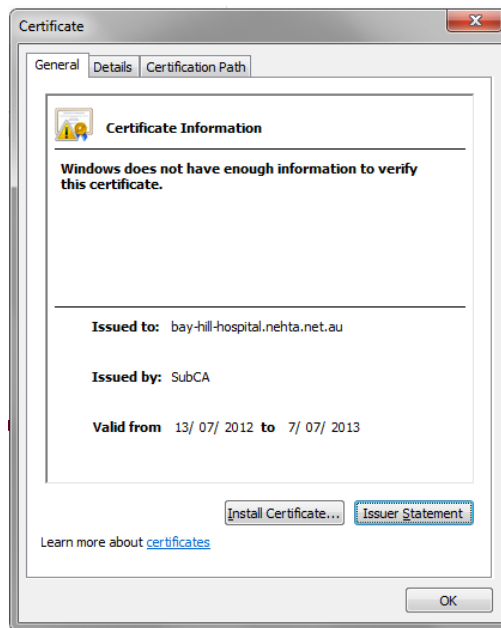 Certificate
General Details Certification Path
Certificate Information
Windows does not have enough information to verify
this certificate.
Issued to: bay-hill-hospital.nehta.net.au
Issued by: SubCA
Valid from 13/ 07/ 2012 to 7/ 07/ 2013
Install Certificate... Issuer Statement
Learn more about certificates
OK